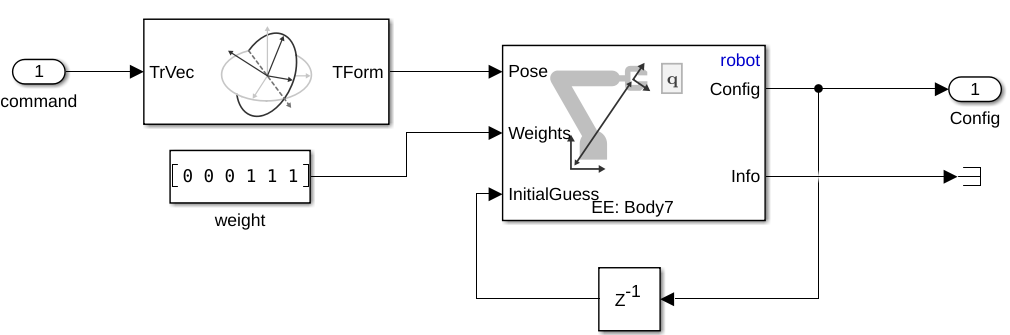 1
command
TrVec
TForm
[0 0 0 1 1 1]
weight
robot
Pose
q
Config
Weights
Info
InitialGuess
EE: Body7
1
Config
Z-1